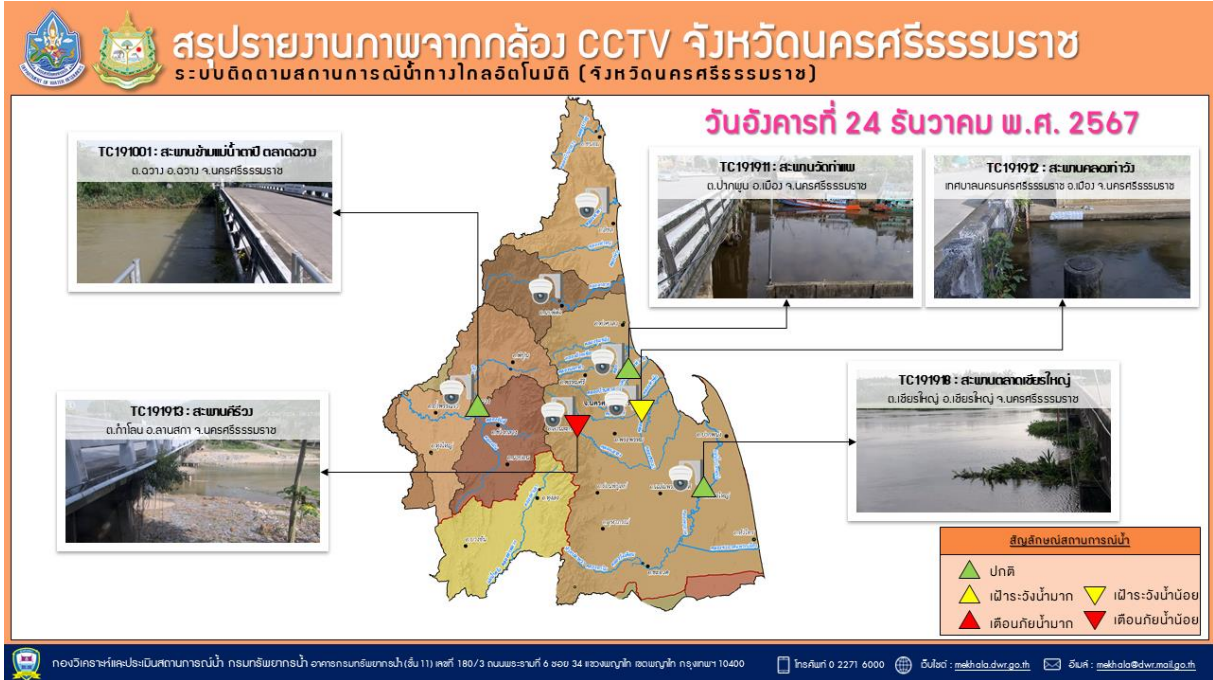 สรุปรายงานภาพจากกล้อง CCTV จังหวัดนครศรีธรรมราช
ระบบติดตามสถานการณ์น้ำทางไกลอัตโนมัติ (จังหวัดนครศรีธรรมราช)
วันอังคารที่ 24 ธันวาคม พ.ศ. 2567
TC191001 : สะพานข้ามแม่น้ำตาปี ตลาดฉวาง
ต.ฉวาง อ.ฉวาง จ.นครศรีธรรมราช
TC191911 : สะพานวัดท่าแพ
ต.ปากพูน อ.เมือง จ.นครศรีธรรมราช
TC191912 : สะพานคลองท่าวัง
เทศบาลนครนครศรีธรรมราช อ.เมือง จ.นครศรีธรรมราช
TC191913 : สะพานคีรีวง
ต.กำโลน อ.ลานสกา จ.นครศรีธรรมราช
TC191918 : สะพานตลาดเชียรใหญ่
ต.เชียรใหญ่ อ.เชียรใหญ่ จ.นครศรีธรรมราช
สัญลักษณ์สถานการณ์น้ำ
ปกติ
เฝ้าระวังน้ำมาก เฝ้าระวังน้ำน้อย
เตือนภัยน้ำมาก เตือนภัยน้ำน้อย
กองวิเคราะห์และประเมินสถานการณ์น้ำ กรมทรัพยากรน้ำ อาคารกรมทรัพยากรน้ำ (ชั้น 11) เลขที่ 180/3 ถนนพระรามที่ 6 ซอย 34 แขวงพญาไท เขตพญาไท กรุงเทพฯ 10400 โทรศัพท์ 0 2271 6000 เว็บไซต์ : mekhala.dwr.go.th อีเมล์ : mekhala@dwr.mail.go.th